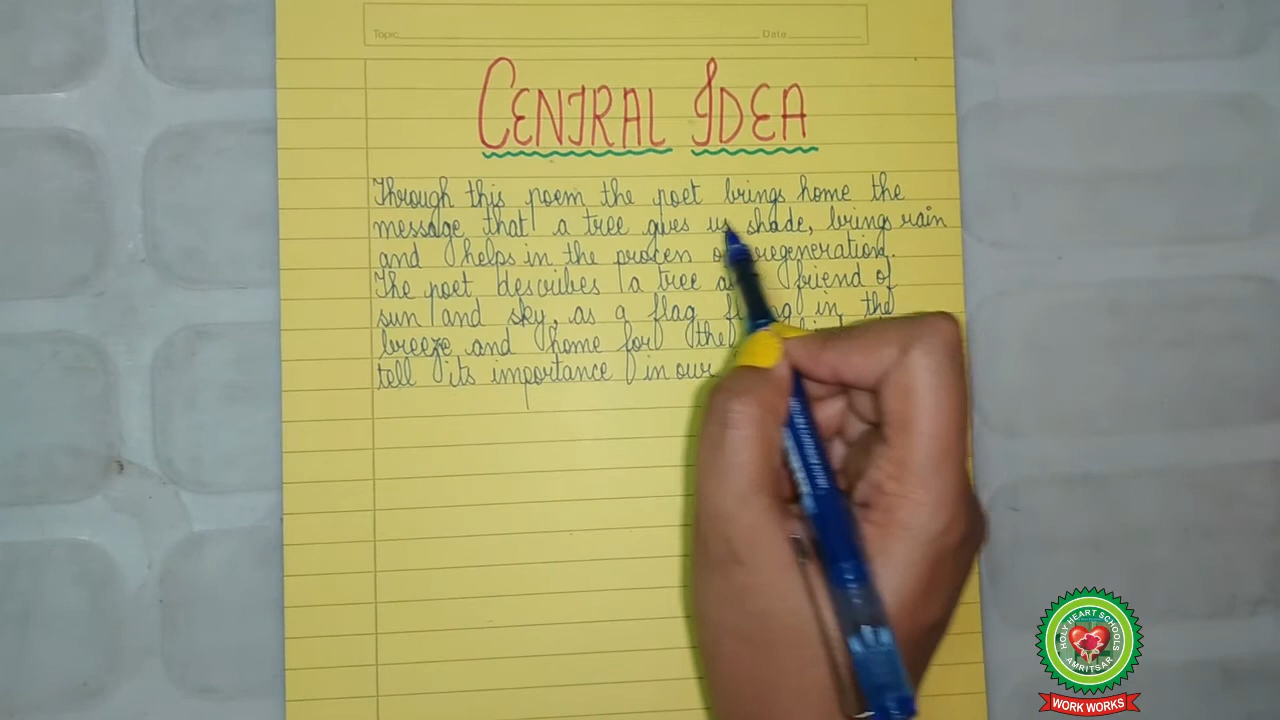 Topic Date
CENTRAL IDEA
Through this poem the poet brings home the
message that a tree gives us shade, brings rain
and helps in the process regeneration.
The poet describes a tree friend of
sun and sky, as a flag in the
breeze and home for the
tell its importance in our
HOLY HEART SCHOOLS
AMRITSAR
WORK WORKS